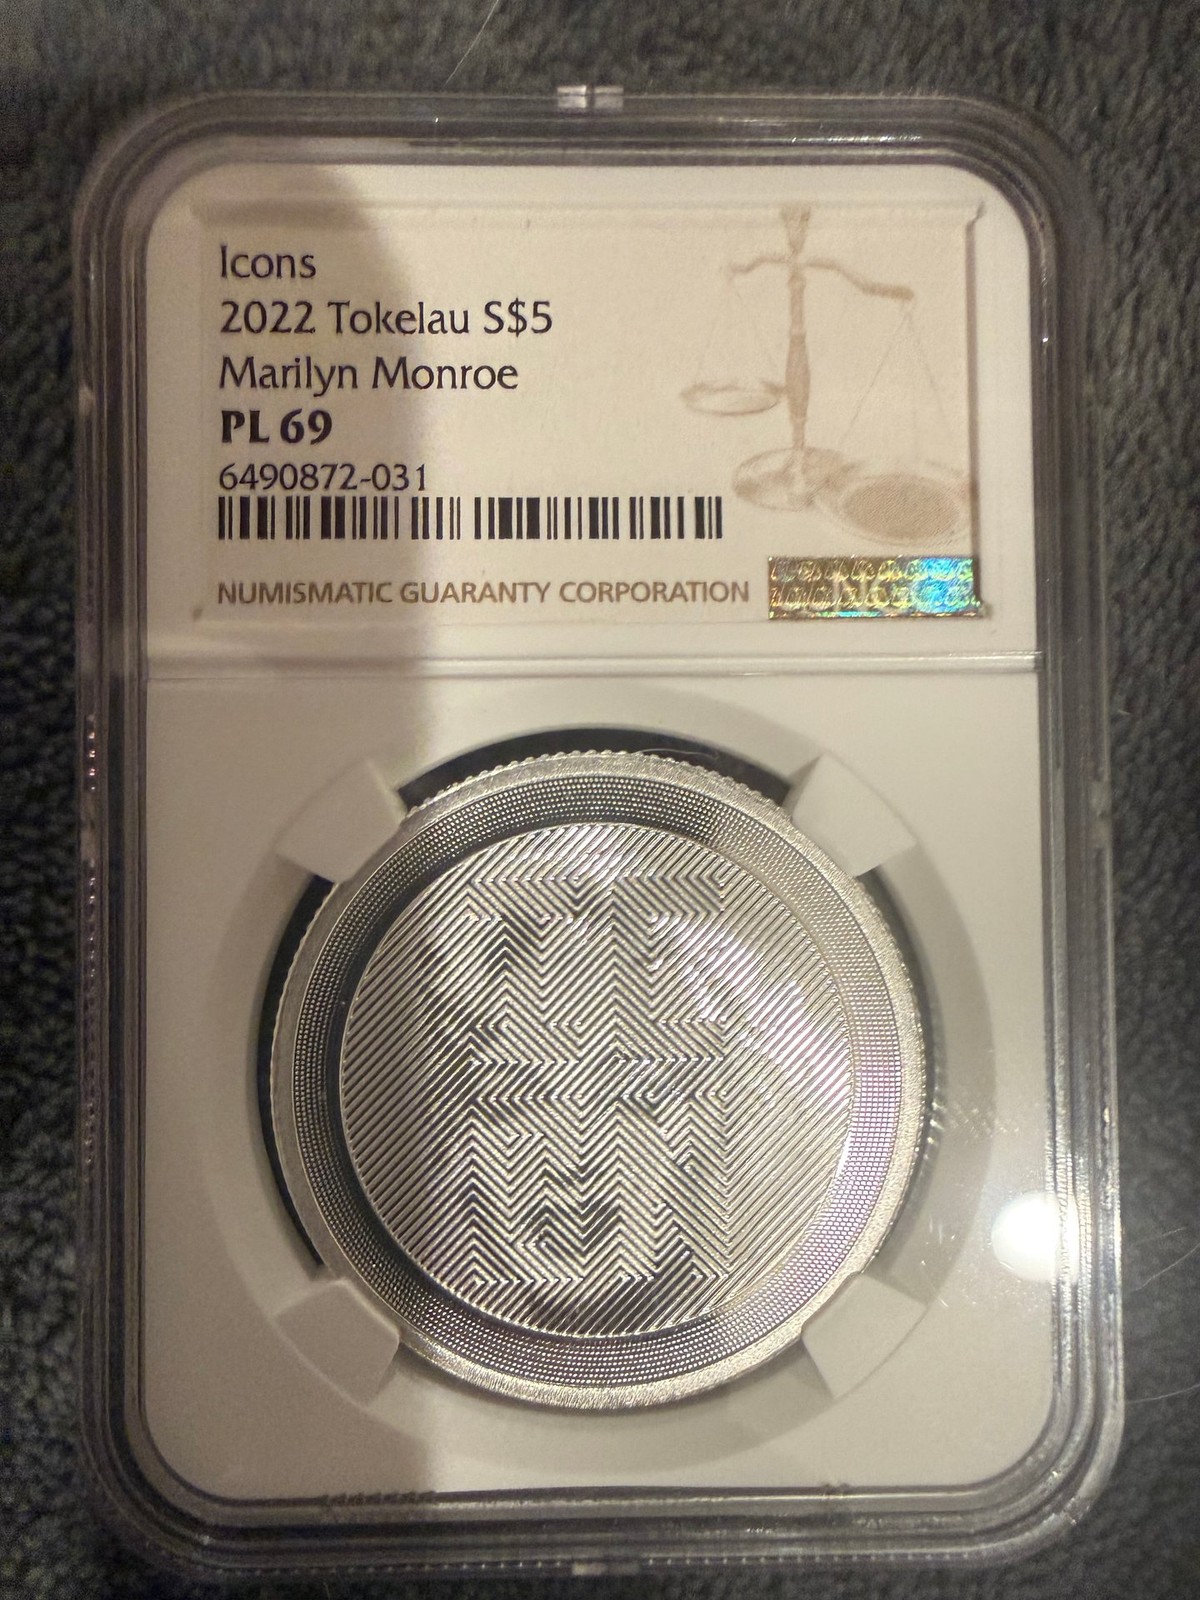 Icons
2022 Tokelau S$5
Marilyn Monroe
PL 69
6490872-031
NUMISMATIC GUARANTY CORPORATION